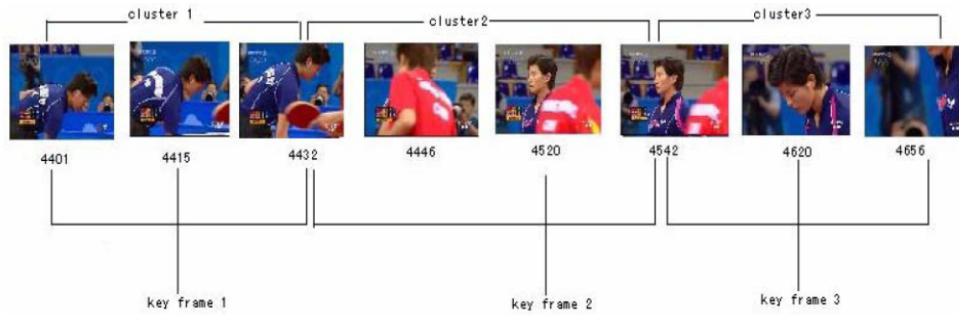 cluster 1
cluster2
cluster3
4401
4415
4432
4446
4520
4542
4620
4656
key frame 1
key frame 2
key frame 3